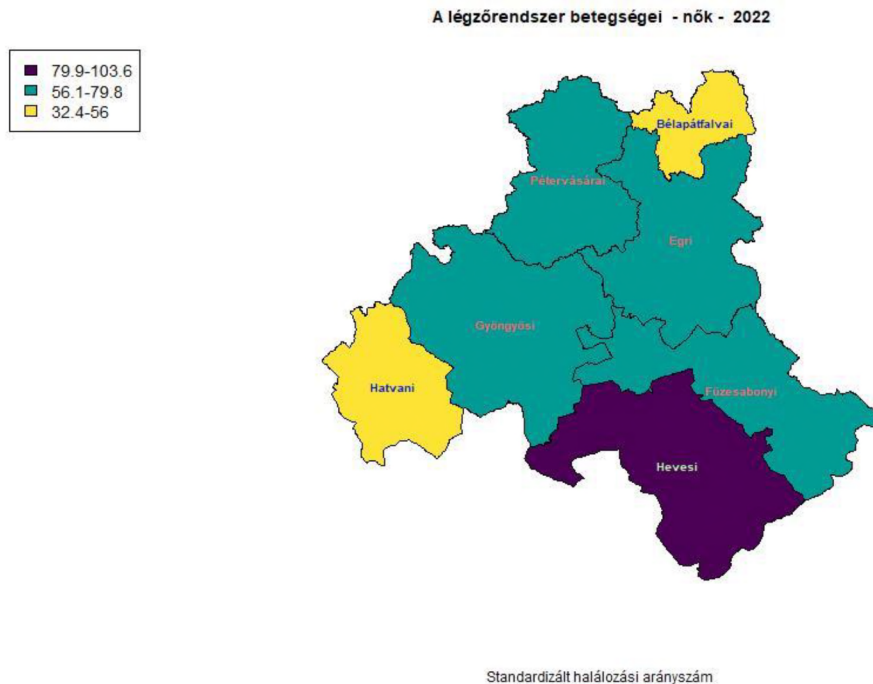 A légzőrendszer betegségei - nők - 2022
79.9-103.6
56.1-79.8
32.4-56
Bélapátfalvai
Pétervásárai
Egri
Gyöngyösi
Hatvani
Füzesabonyi
Hevesi
Standardizált halálozási arányszám